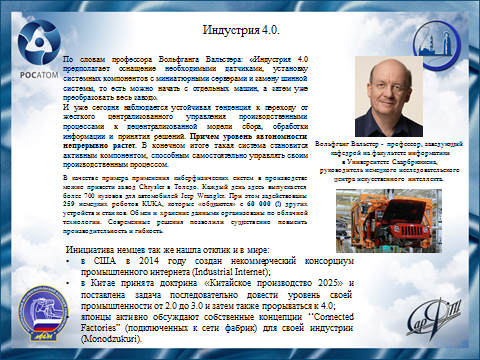 Индустрия 4.0.
РОСАТОМ
По словам профессора Вольфганга Вальстера: «Индустрия 4.0
предполагает оснащение необходимыми датчиками, установку
системных компонентов с миниатюрными серверами и замену шинной
системы, то есть можно начать с отдельных машин, а затем уже
преобразовать весь завод».
И уже сегодня наблюдается устойчивая тенденция к переходу от
жесткого централизованного управления производственными
процессами к децентрализованной модели сбора, обработки
информации и принятия решений. Причем уровень автономности
непрерывно растет. В конечном итоге такая система становится
активным компонентом, способным самостоятельно управлять своим
производственным процессом.
В качестве примера применения киберфизических систем в производстве
можно привести завод Chrysler в Толедо. Каждый день здесь выпускается
более 700 кузовов для автомобилей Jeep Wrangler. При этом задействованы
259 немецких роботов KUKA, которые «общаются» с 60 000 (!) других
устройств и станков. Обмен и хранение данных организованы по облачной
технологии. Современные решения позволили существенно повысить
производительность и гибкость.
Вольфганг Вальстер - профессор, заведующий
кафедрой на факультете информатики
в Университете Саарбрюккена,
руководитель немецкого исследовательского
центра искусственного интеллекта.
Инициатива немцев так же нашла отклик и в мире:
• в США в 2014 году создан некоммерческий консорциум
промышленного интернета (Industrial Internet);
• в Китае принята доктрина «Китайское производство 2025» и
поставлена задача последовательно довести уровень своей
промышленности от 2.0 до 3.0 и затем также прорываться к 4.0;
• японцы активно обсуждают собственные концепции ‘‘Connected
Factories” (подключенных к сети фабрик) для своей индустрии
(Monodzukuri).